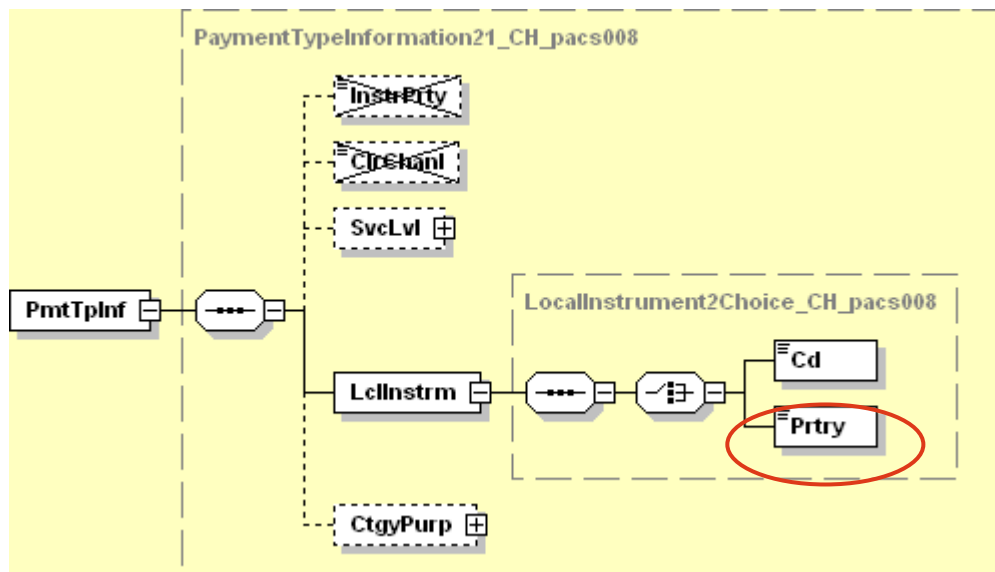 PaymentTypeInformation21_CH_pacs008
InstrPrty
ClrChanl
SvcLvl
LocalInstrument2Choice_CH_pacs008
PmtTpInf
Cd
LclInstrm
Prtry
CtgyPurp